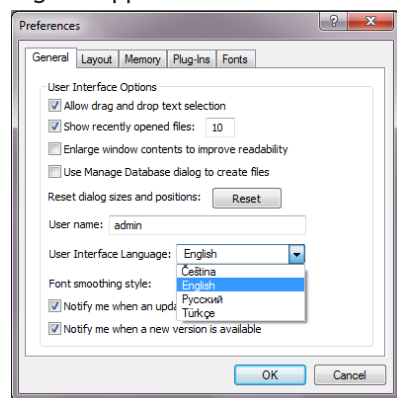 Preferences
General Layout Memory Plug-Ins Fonts
User Interface Options
Allow drag and drop text selection
Show recently opened files: 10
Enlarge window contents to improve readability
Use Manage Database dialog to create files
Reset dialog sizes and positions: Reset
User name: admin
User Interface Language: English
Čeština
Font smoothing style: English
Русский
Notify me when an upda
Türkçe
Notify me when a new version is available
OK Cancel